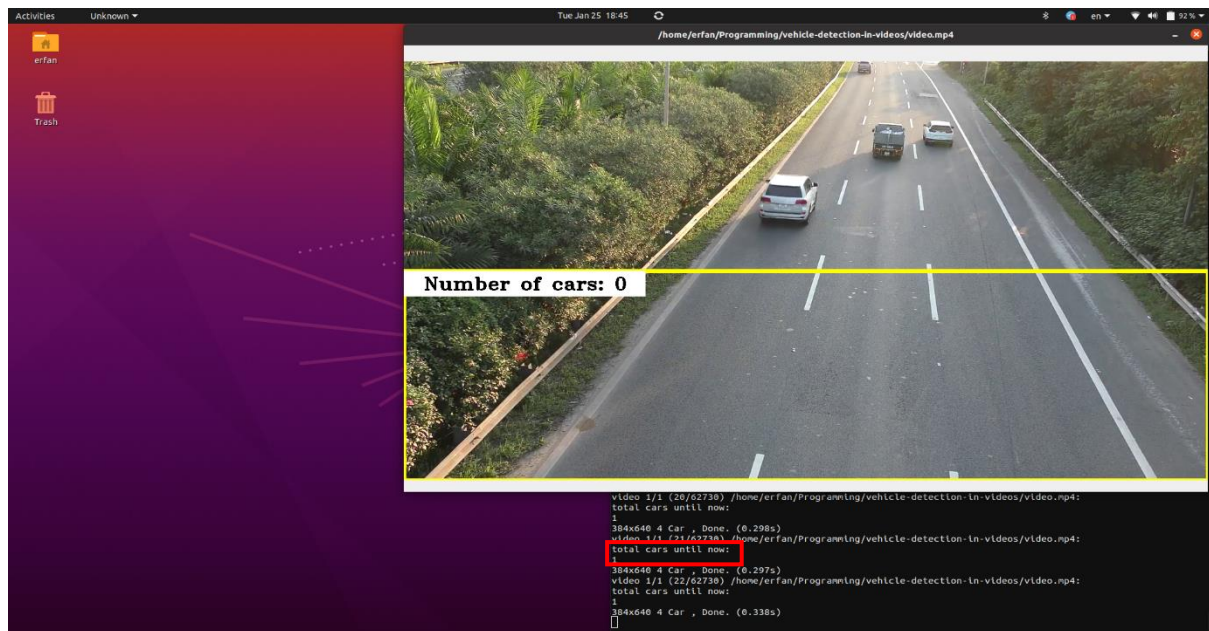 Activities Unknown Tue Jan 25 18:45 en 92 %
/home/erfan/Programming/vehicle-detection-in-videos/video.mp4
erfan
Trash
Number of cars: 0
video 1/1 (20/62730) /home/erfan/Programming/vehicle-detection-in-videos/video.mp4:
total cars until now:
1
384x640 4 Car , Done. (0.298s)
video 1/1 (21/62730) /home/erfan/Programming/vehicle-detection-in-videos/video.mp4:
total cars until now:
1
384x640 4 Car , Done. (0.297s)
video 1/1 (22/62730) /home/erfan/Programming/vehicle-detection-in-videos/video.mp4:
total cars until now:
1
384x640 4 Car , Done. (0.338s)